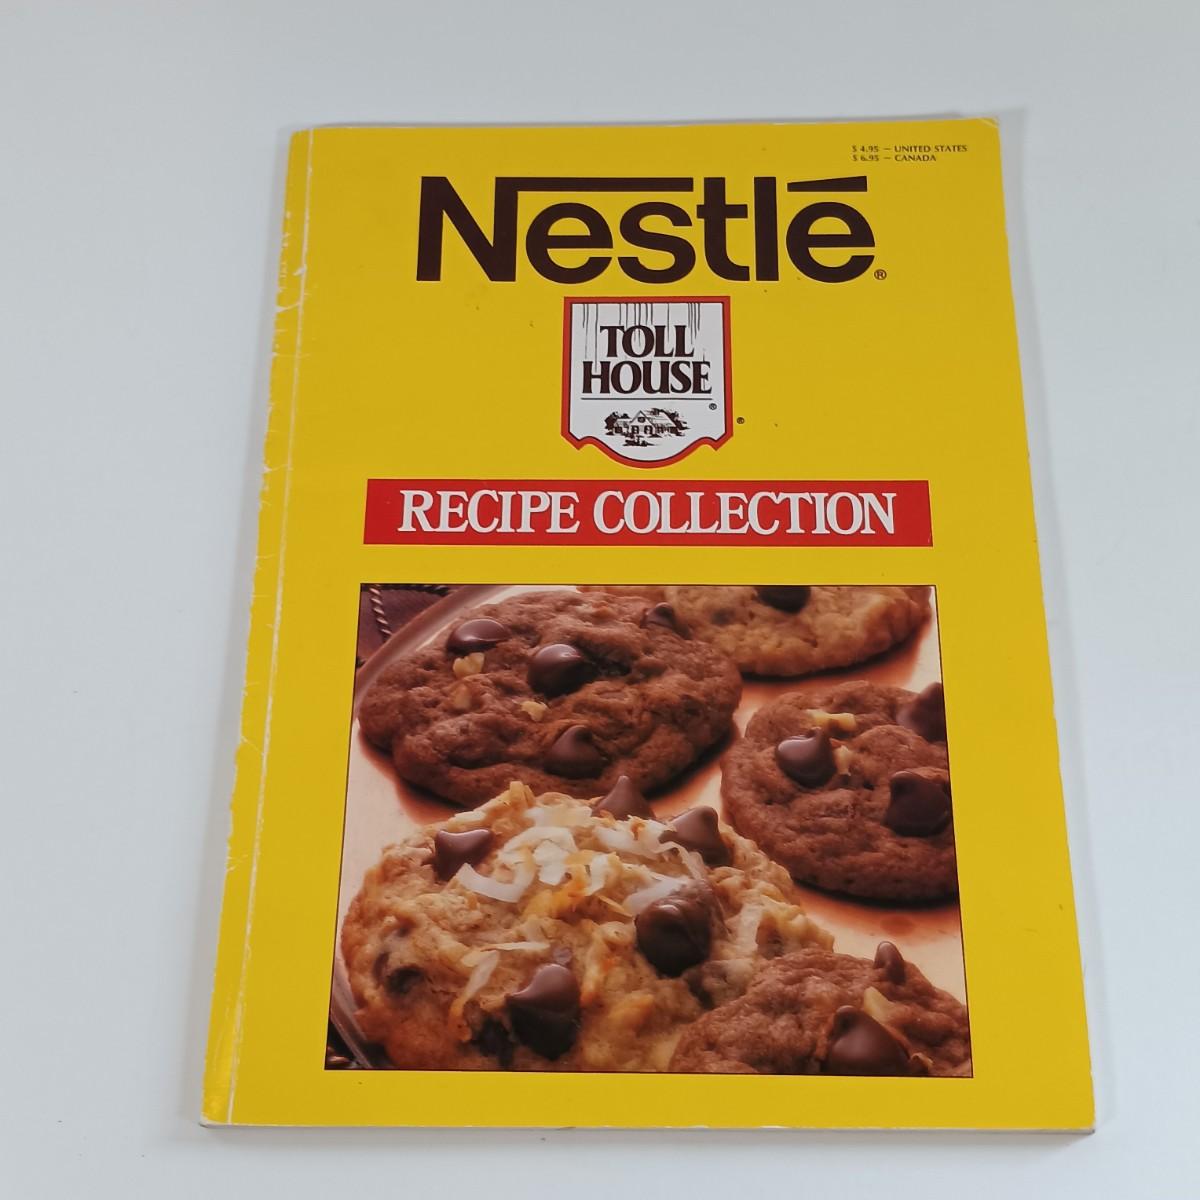 $ 4.95 — UNITED STATES
$ 6.95 — CANADA
Nestlé®
TOLL
HOUSE
®
®
RECIPE COLLECTION